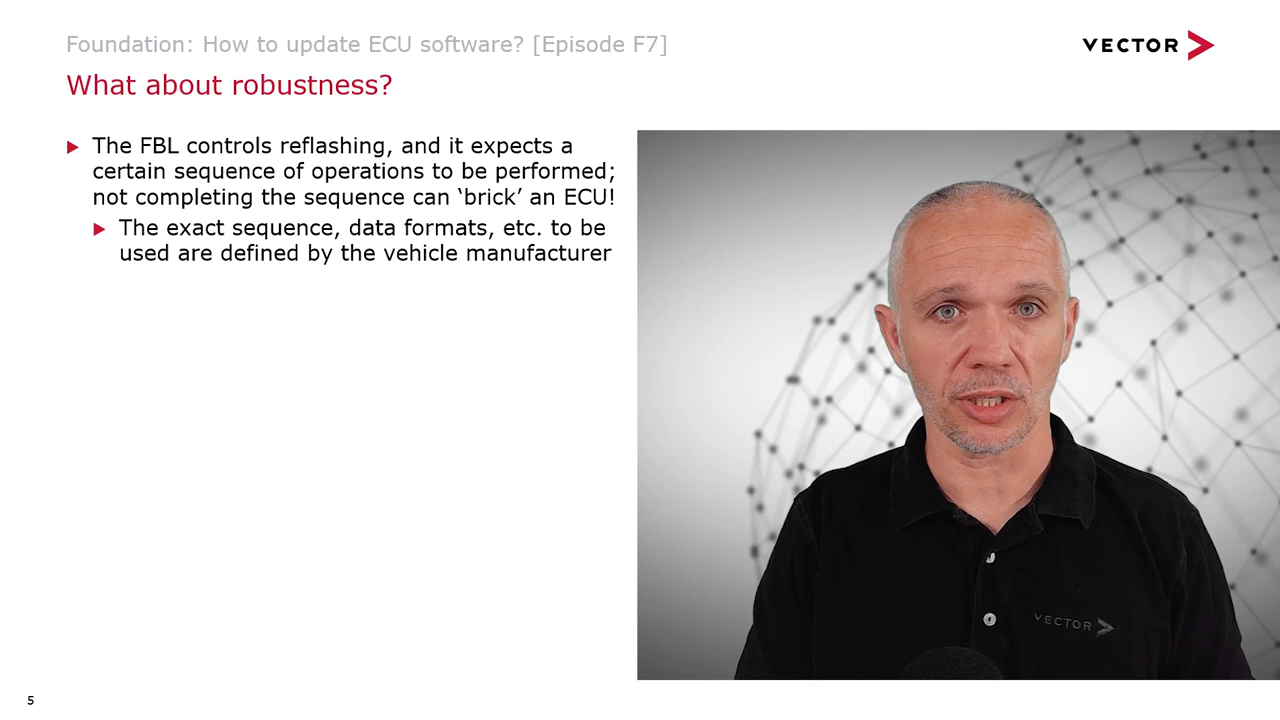 Foundation: How to update ECU software? [Episode F7]
VECTOR
What about robustness?
The FBL controls reflashing, and it expects a
certain sequence of operations to be performed;
not completing the sequence can ‘brick’ an ECU!
The exact sequence, data formats, etc. to be
used are defined by the vehicle manufacturer
VECTOR
5